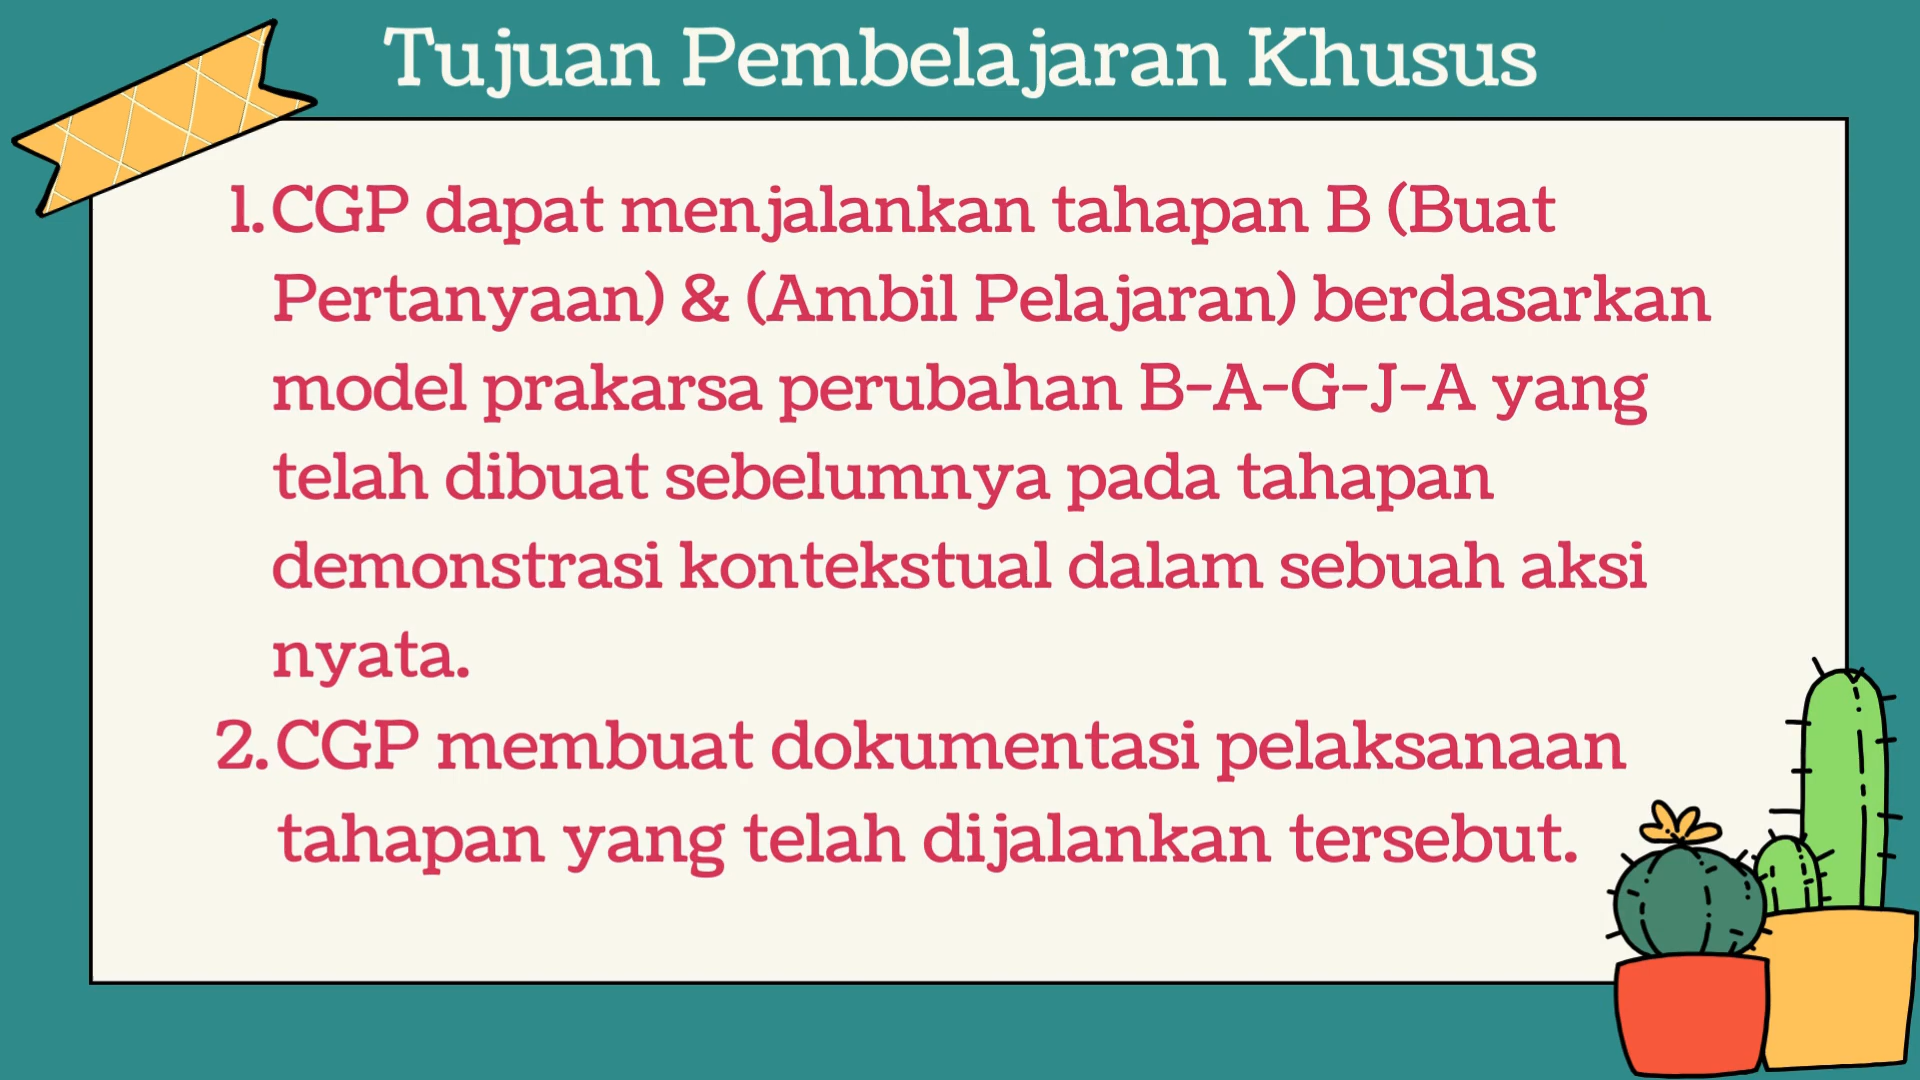 Tujuan Pembelajaran Khusus
1. CGP dapat menjalankan tahapan B (Buat
Pertanyaan) & (Ambil Pelajaran) berdasarkan
model prakarsa perubahan B-A-G-J-A yang
telah dibuat sebelumnya pada tahapan
demonstrasi kontekstual dalam sebuah aksi
nyata.
2. CGP membuat dokumentasi pelaksanaan
tahapan yang telah dijalankan tersebut.